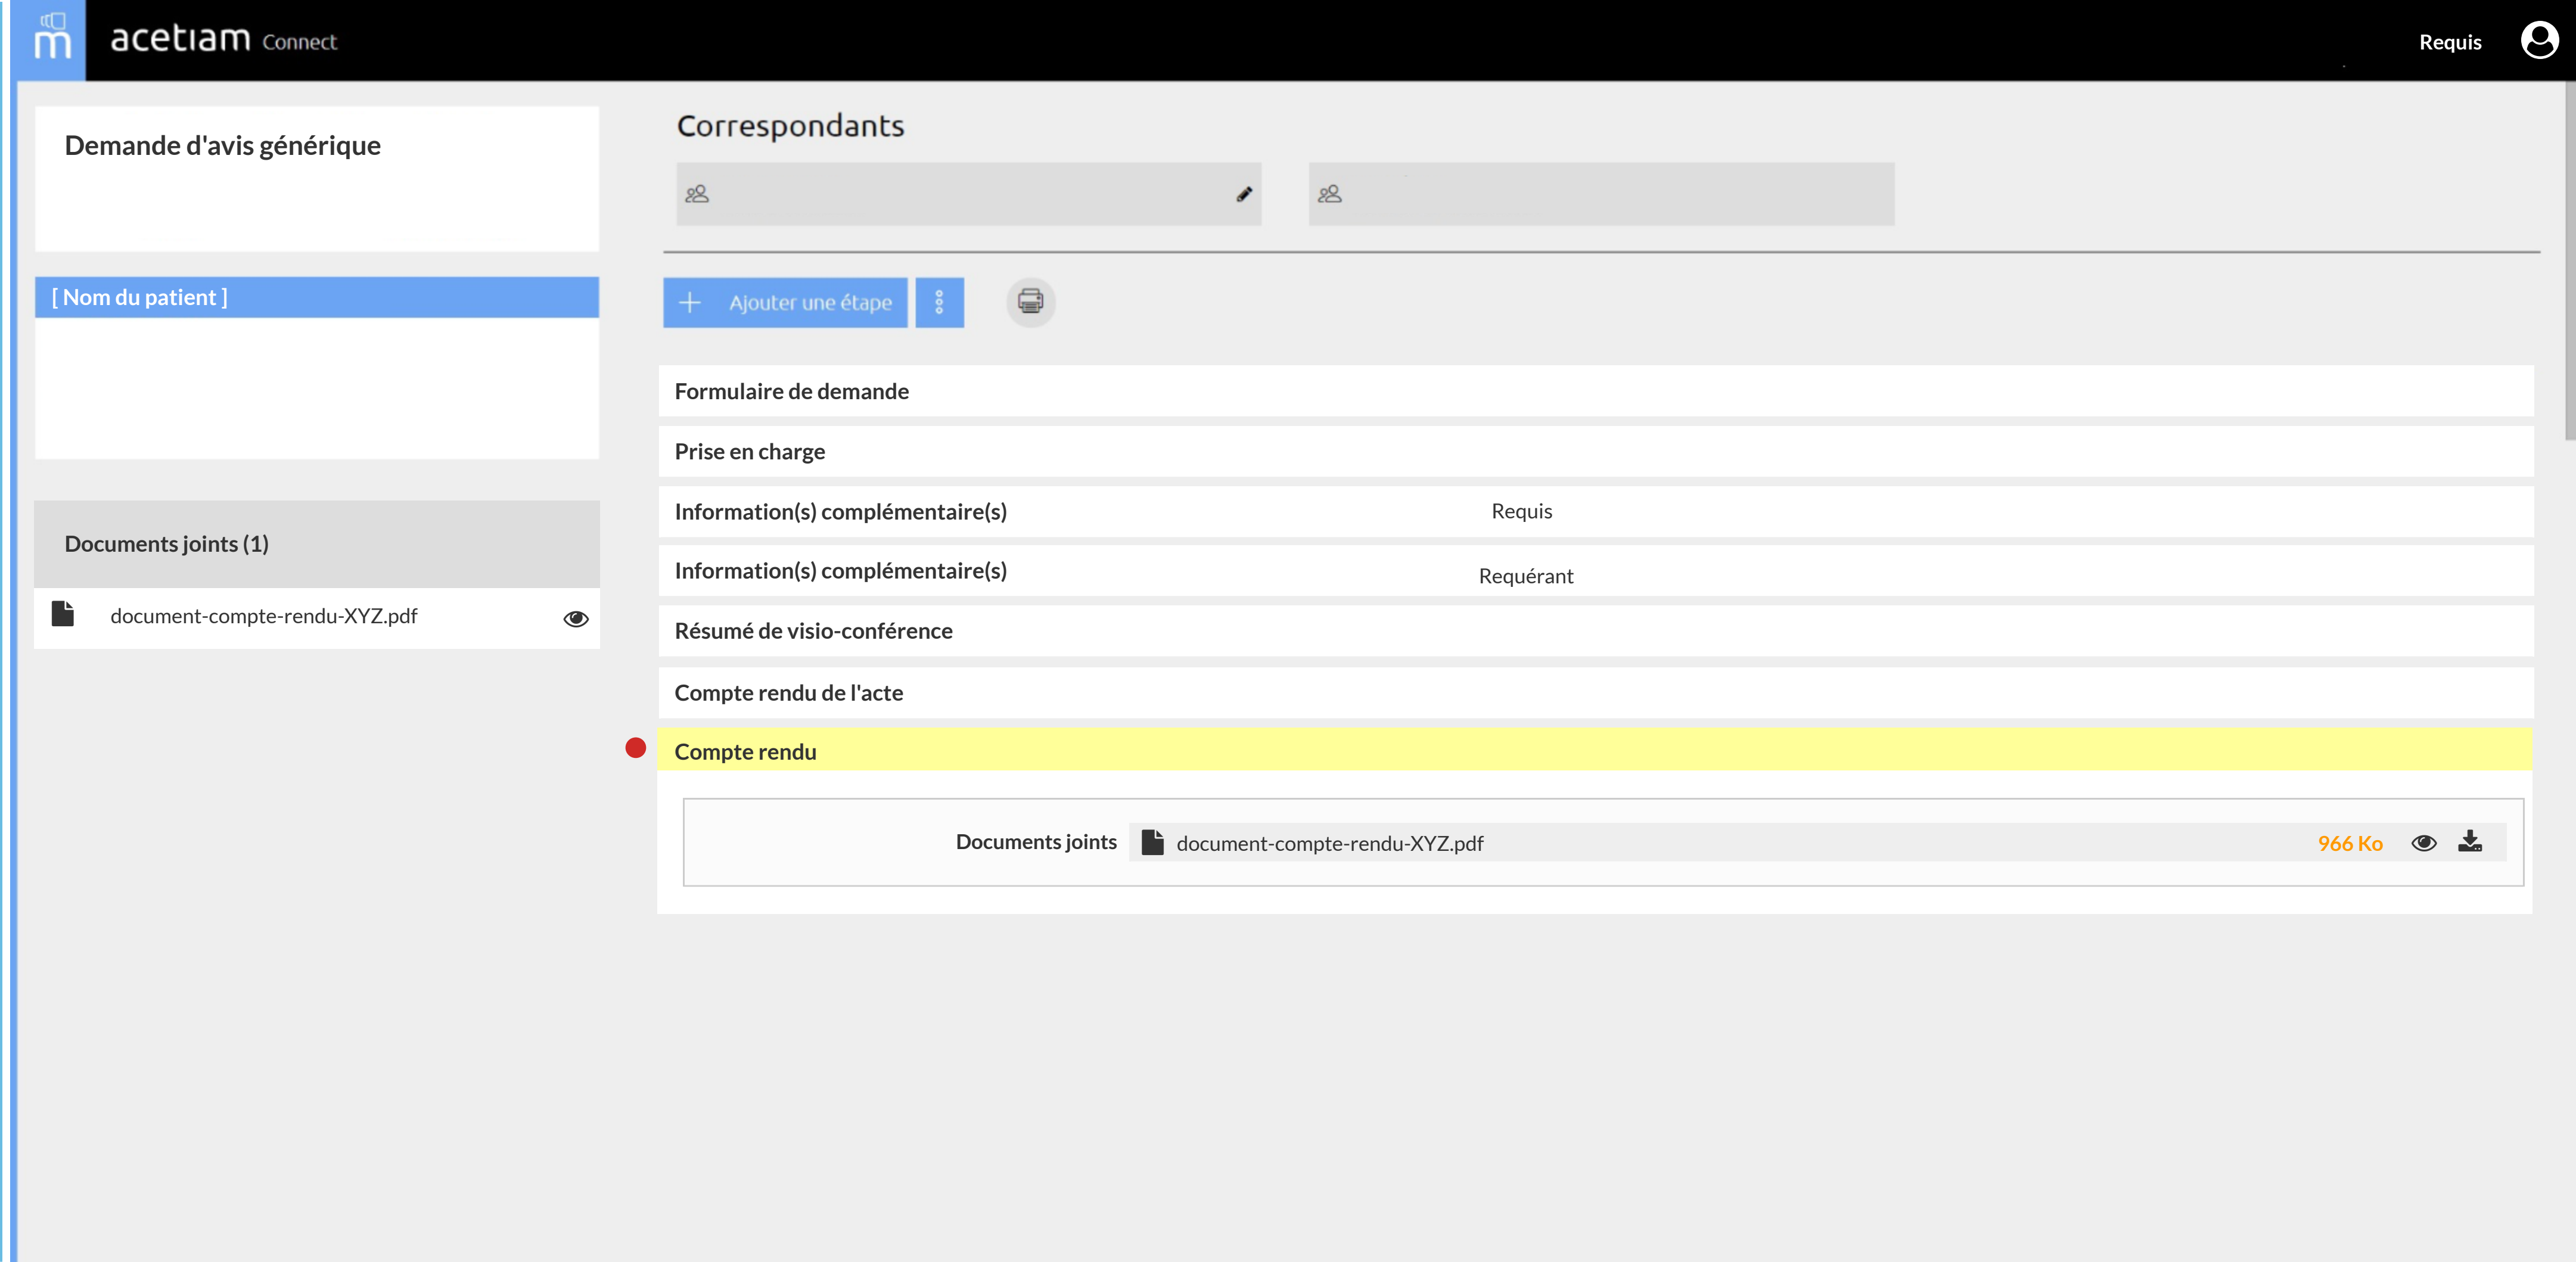 m acetiam Connect
Requis
Demande d'avis générique
[ Nom du patient ]
Documents joints (1)
document-compte-rendu-XYZ.pdf
Correspondants
Ajouter une étape
Formulaire de demande
Prise en charge
Information(s) complémentaire(s) Requis
Information(s) complémentaire(s) Requérant
Résumé de visio-conférence
Compte rendu de l'acte
Compte rendu
Documents joints document-compte-rendu-XYZ.pdf 966 Ko